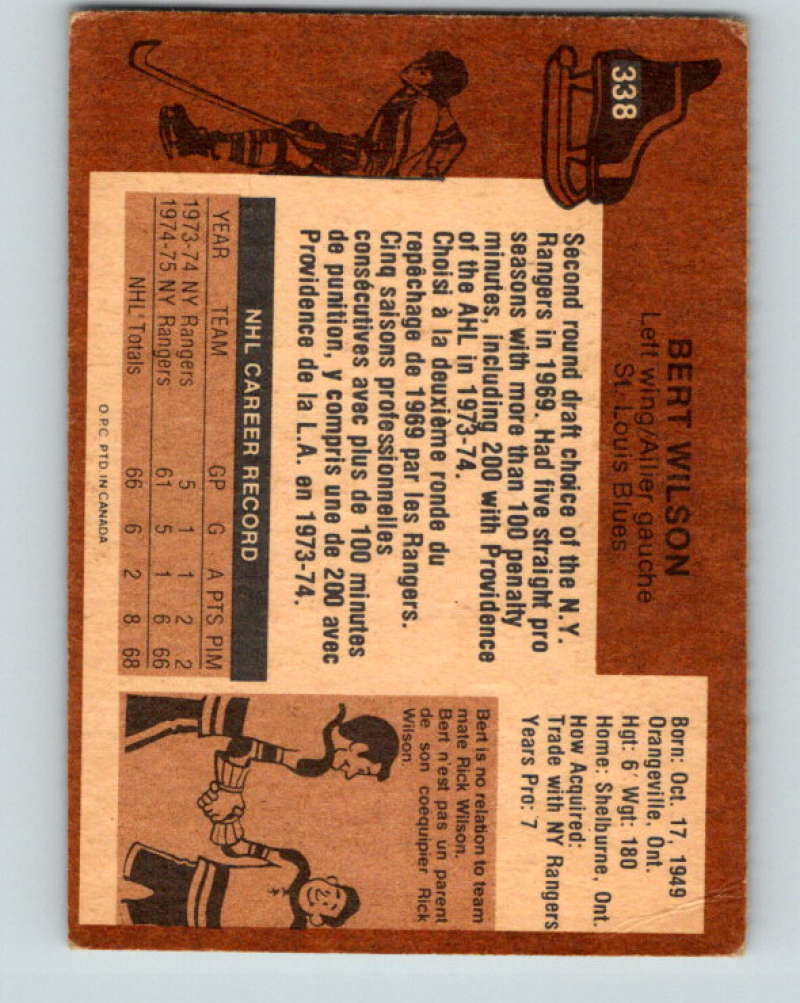 338
BERT WILSON
Left wing/Ailier gauche
St. Louis Blues
Born: Oct. 17, 1949
Orangeville, Ont.
Hgt: 6' Wgt: 180
Home: Shelburne, Ont.
How Acquired:
Trade with NY Rangers
Years Pro: 7
Second round draft choice of the N.Y.
Rangers in 1969. Had five straight pro
seasons with more than 100 penalty
minutes, including 200 with Providence
of the AHL in 1973-74.
Choisi à la deuxième ronde du
repêchage de 1969 par les Rangers.
Cinq saisons professionnelles
consécutives avec plus de 100 minutes
de punition, y compris une de 200 avec
Providence de la L.A. en 1973-74.
NHL CAREER RECORD
YEAR TEAM GP G A PTS PIM
1973-74 NY Rangers 5 1 1 2 2
1974-75 NY Rangers 61 5 1 6 66
NHL Totals 66 6 2 8 68
Bert is no relation to team
mate Rick Wilson.
Bert n'est pas un parent
de son coequipier Rick
Wilson.
O.P.C. PTD. IN CANADA